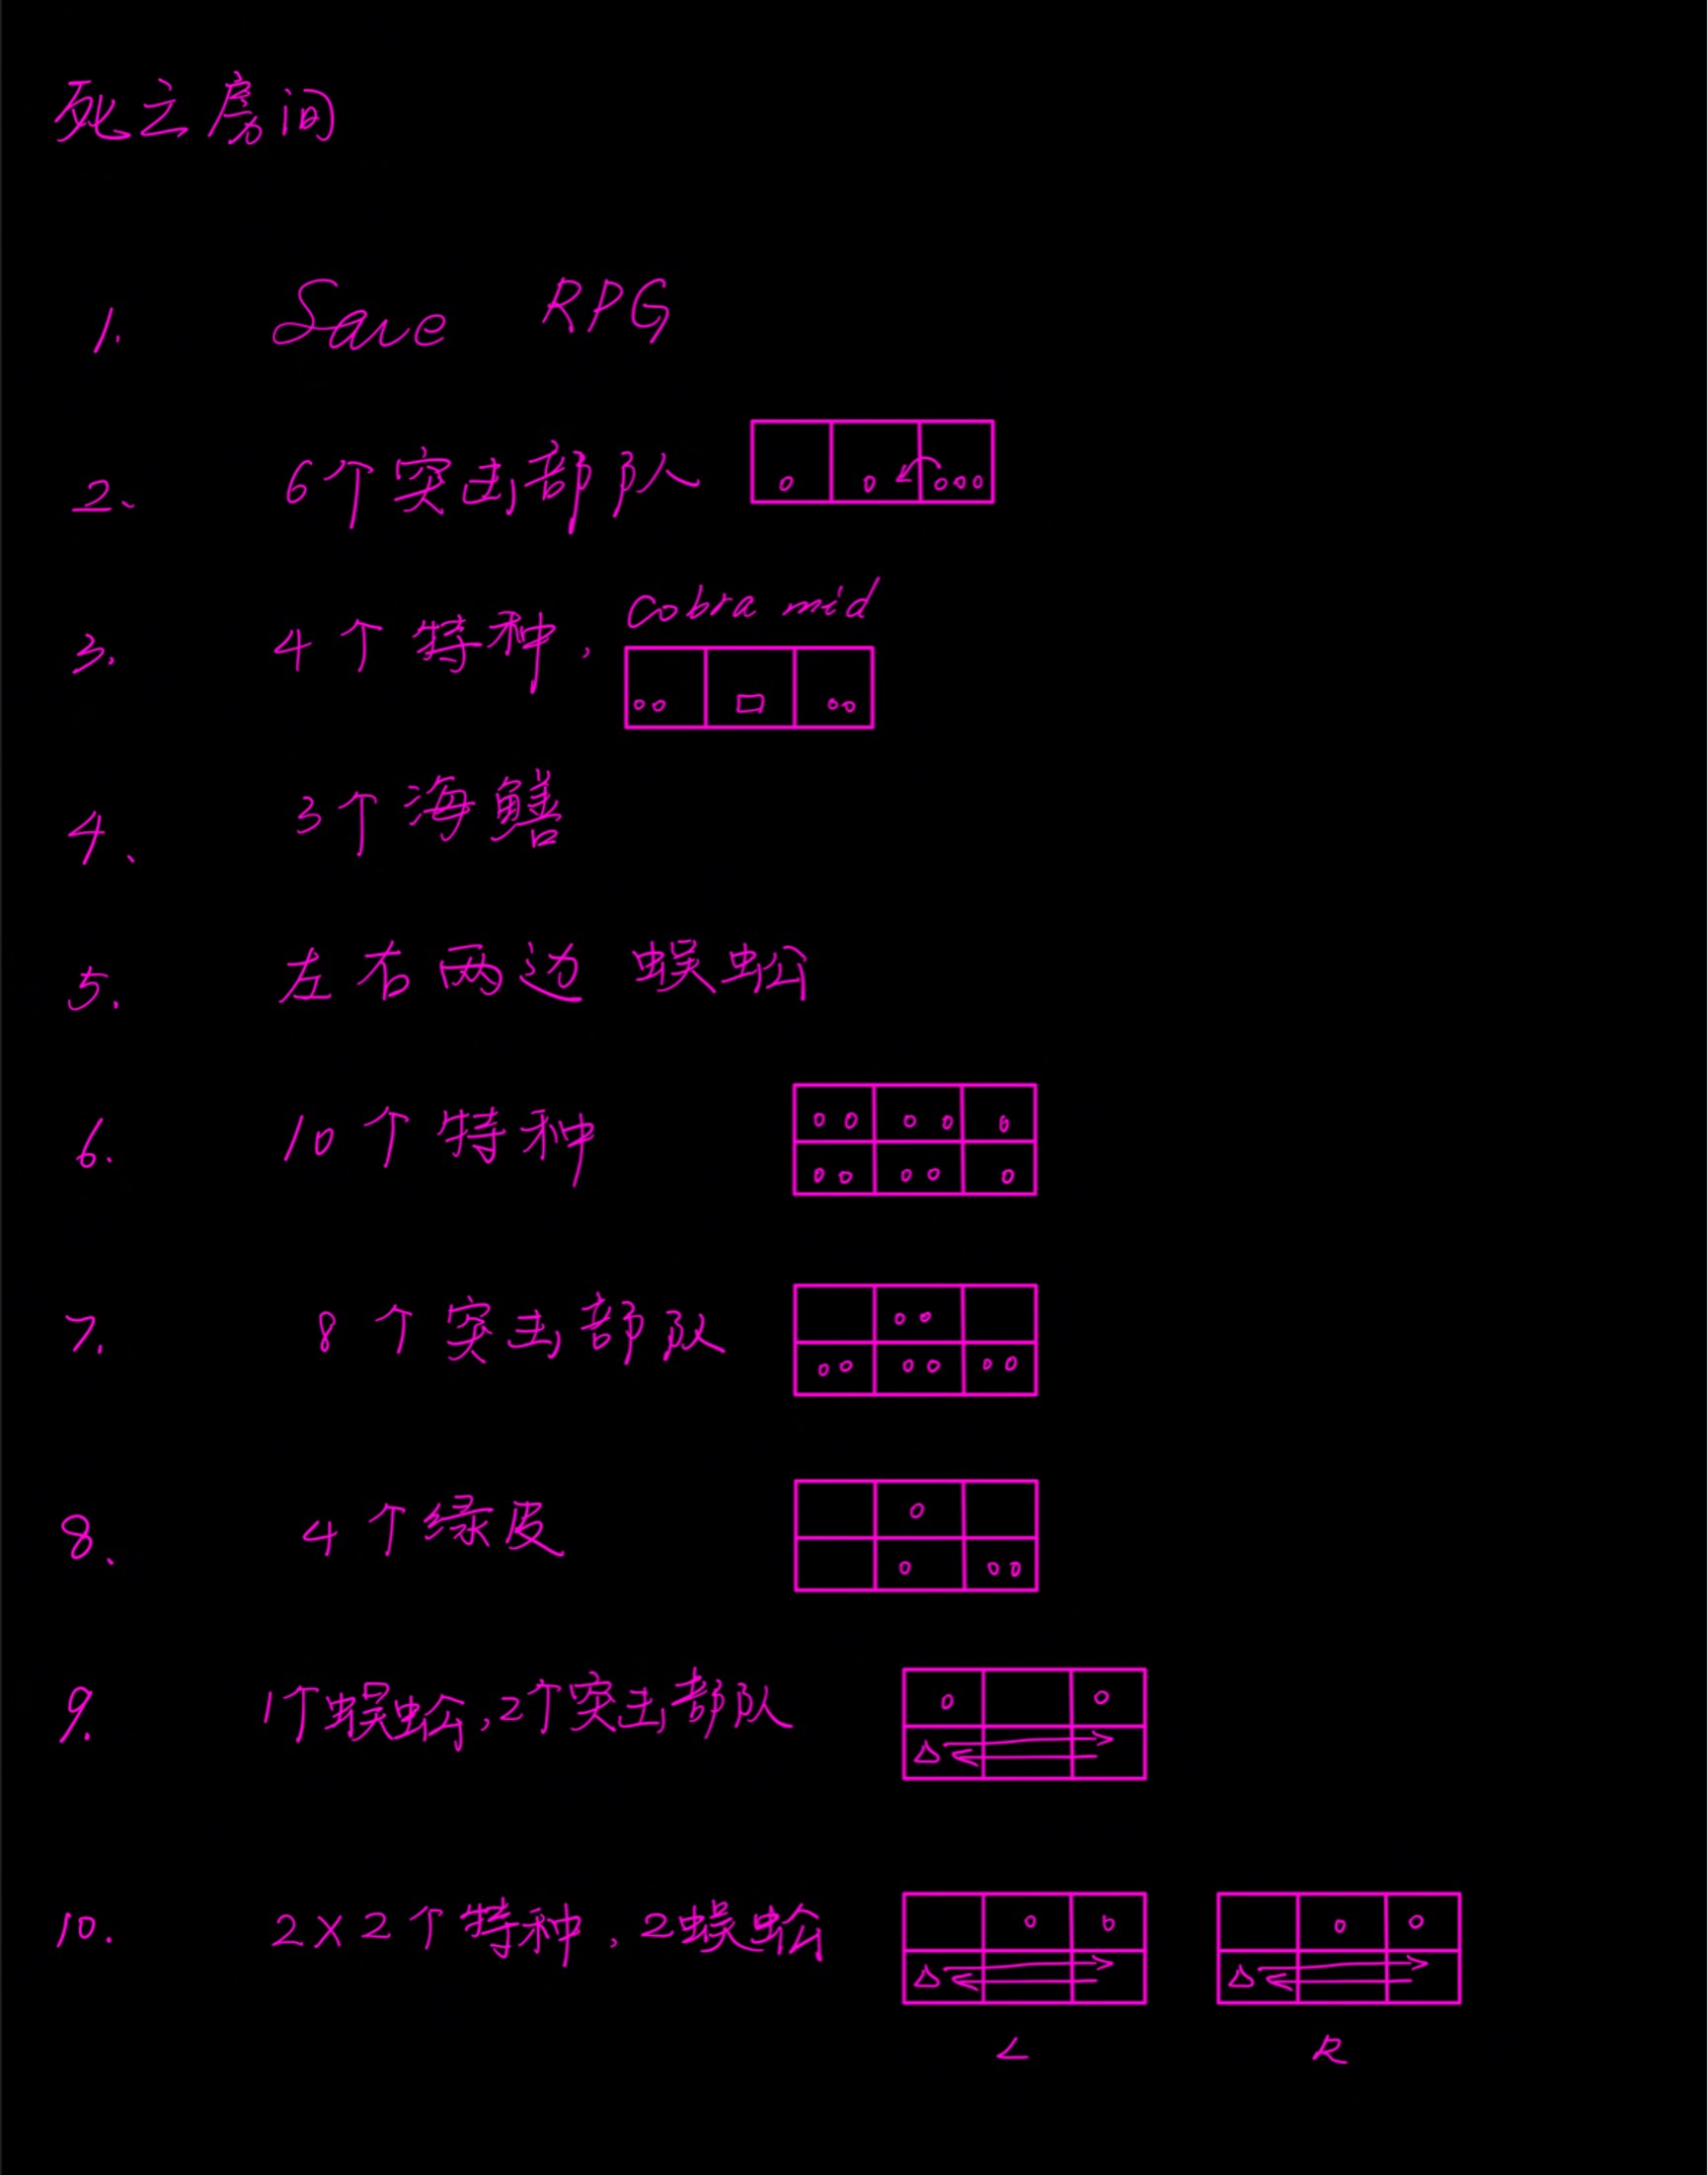 死之房间
1. Save RPG
2、 6个突击部队
3. 4个特种, Cobra mid
4、 3个海鳝
5. 左右两边 蜈蚣
6. 10个特种
7. 8个突击部队
8、 4个绿皮
9. 1个蜈蚣,2个突击部队
10. 2X2个特种,2蜈蚣
L R